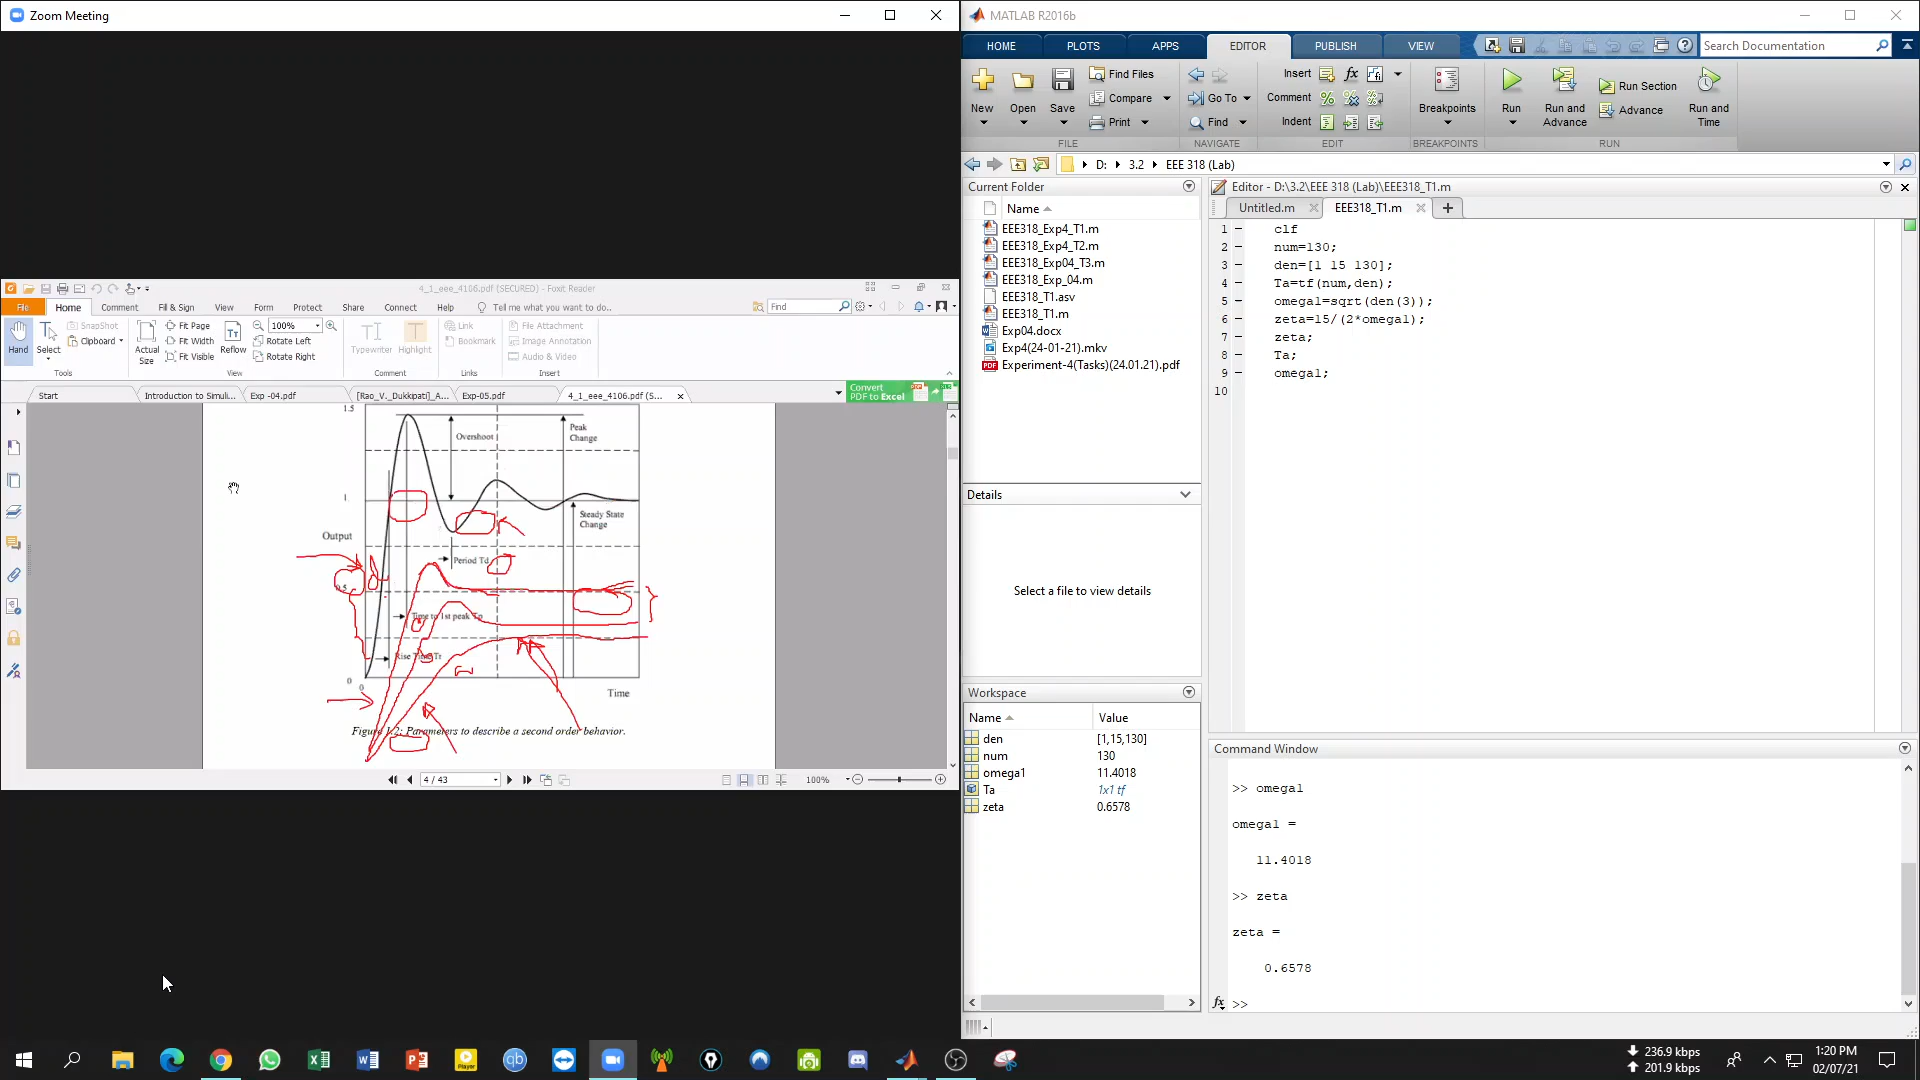 Zoom Meeting
4_1_eee_4106.pdf (SECURED) - Foxit Reader
File Home Comment Fill & Sign View Form Protect Share Connect Help Tell me what you want to do... Find
Hand
Select
SnapShot
Clipboard
Actual Size
Fit Page
Fit Width
Fit Visible
Reflow
100%
Rotate Left
Rotate Right
Typewriter
Highlight
Link
Bookmark
File Attachment
Image Annotation
Audio & Video
Tools View Comment Links Insert
Start Introduction to Simuli... Exp -04.pdf [Rao_V._Dukkipati]_A... Exp-05.pdf 4_1_eee_4106.pdf (S...
Convert
PDF to Excel
1.5
Overshoot
Peak
Change
1
Steady State
Change
Output
Period Td
0.5
Time to 1st peak Tp
Rise Time Tr
0
0
Time
Figure 1.2: Parameters to describe a second order behavior.
4 / 43
100%
MATLAB R2016b
HOME PLOTS APPS EDITOR PUBLISH VIEW Search Documentation
New
Open
Save
Find Files
Compare
Print
Go To
Find
Insert
Comment
Indent
Breakpoints
Run
Run and Advance
Run Section
Advance
Run and Time
FILE NAVIGATE EDIT BREAKPOINTS RUN
D: 3.2 EEE 318 (Lab)
Current Folder
Name
EEE318_Exp4_T1.m
EEE318_Exp4_T2.m
EEE318_Exp04_T3.m
EEE318_Exp_04.m
EEE318_T1.asv
EEE318_T1.m
Exp04.docx
Exp4(24-01-21).mkv
Experiment-4(Tasks)(24.01.21).pdf
Details
Select a file to view details
Workspace
Name Value
den [1,15,130]
num 130
omega1 11.4018
Ta 1x1 tf
zeta 0.6578
Editor - D:\3.2\EEE 318 (Lab)\EEE318_T1.m
Untitled.m EEE318_T1.m
1 clf
2 num=130;
3 den=[1 15 130];
4 Ta=tf(num,den);
5 omega1=sqrt(den(3));
6 zeta=15/(2*omega1);
7 zeta;
8 Ta;
9 omega1;
10
Command Window
>> omega1
omega1 =
11.4018
>> zeta
zeta =
0.6578
fx >>
236.9 kbps
201.9 kbps
1:20 PM
02/07/21